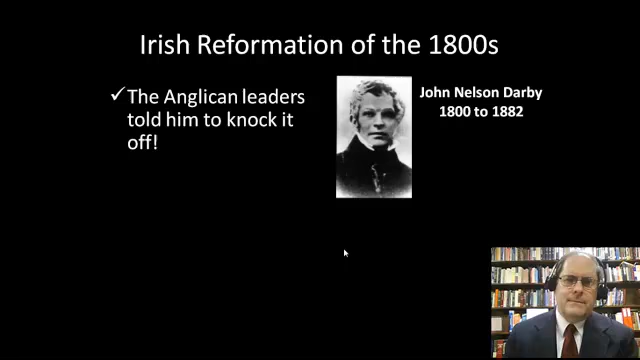 Irish Reformation of the 1800s
✓The Anglican leaders
told him to knock it
off!
John Nelson Darby
1800 to 1882